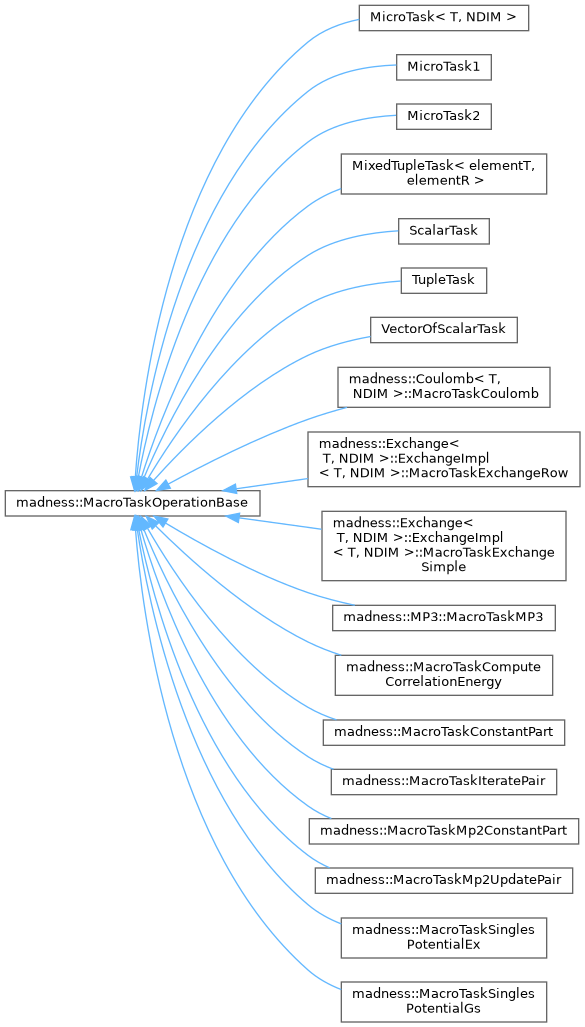 MicroTask< T, NDIM >
MicroTask1
MicroTask2
MixedTupleTask< elementT,
elementR >
ScalarTask
TupleTask
VectorOfScalarTask
madness::Coulomb< T,
NDIM >::MacroTaskCoulomb
madness::Exchange<
T, NDIM >::ExchangeImpl
< T, NDIM >::MacroTaskExchangeRow
madness::MacroTaskOperationBase
madness::Exchange<
T, NDIM >::ExchangeImpl
< T, NDIM >::MacroTaskExchange
Simple
madness::MP3::MacroTaskMP3
madness::MacroTaskCompute
CorrelationEnergy
madness::MacroTaskConstantPart
madness::MacroTaskIteratePair
madness::MacroTaskMp2ConstantPart
madness::MacroTaskMp2UpdatePair
madness::MacroTaskSingles
PotentialEx
madness::MacroTaskSingles
PotentialGs